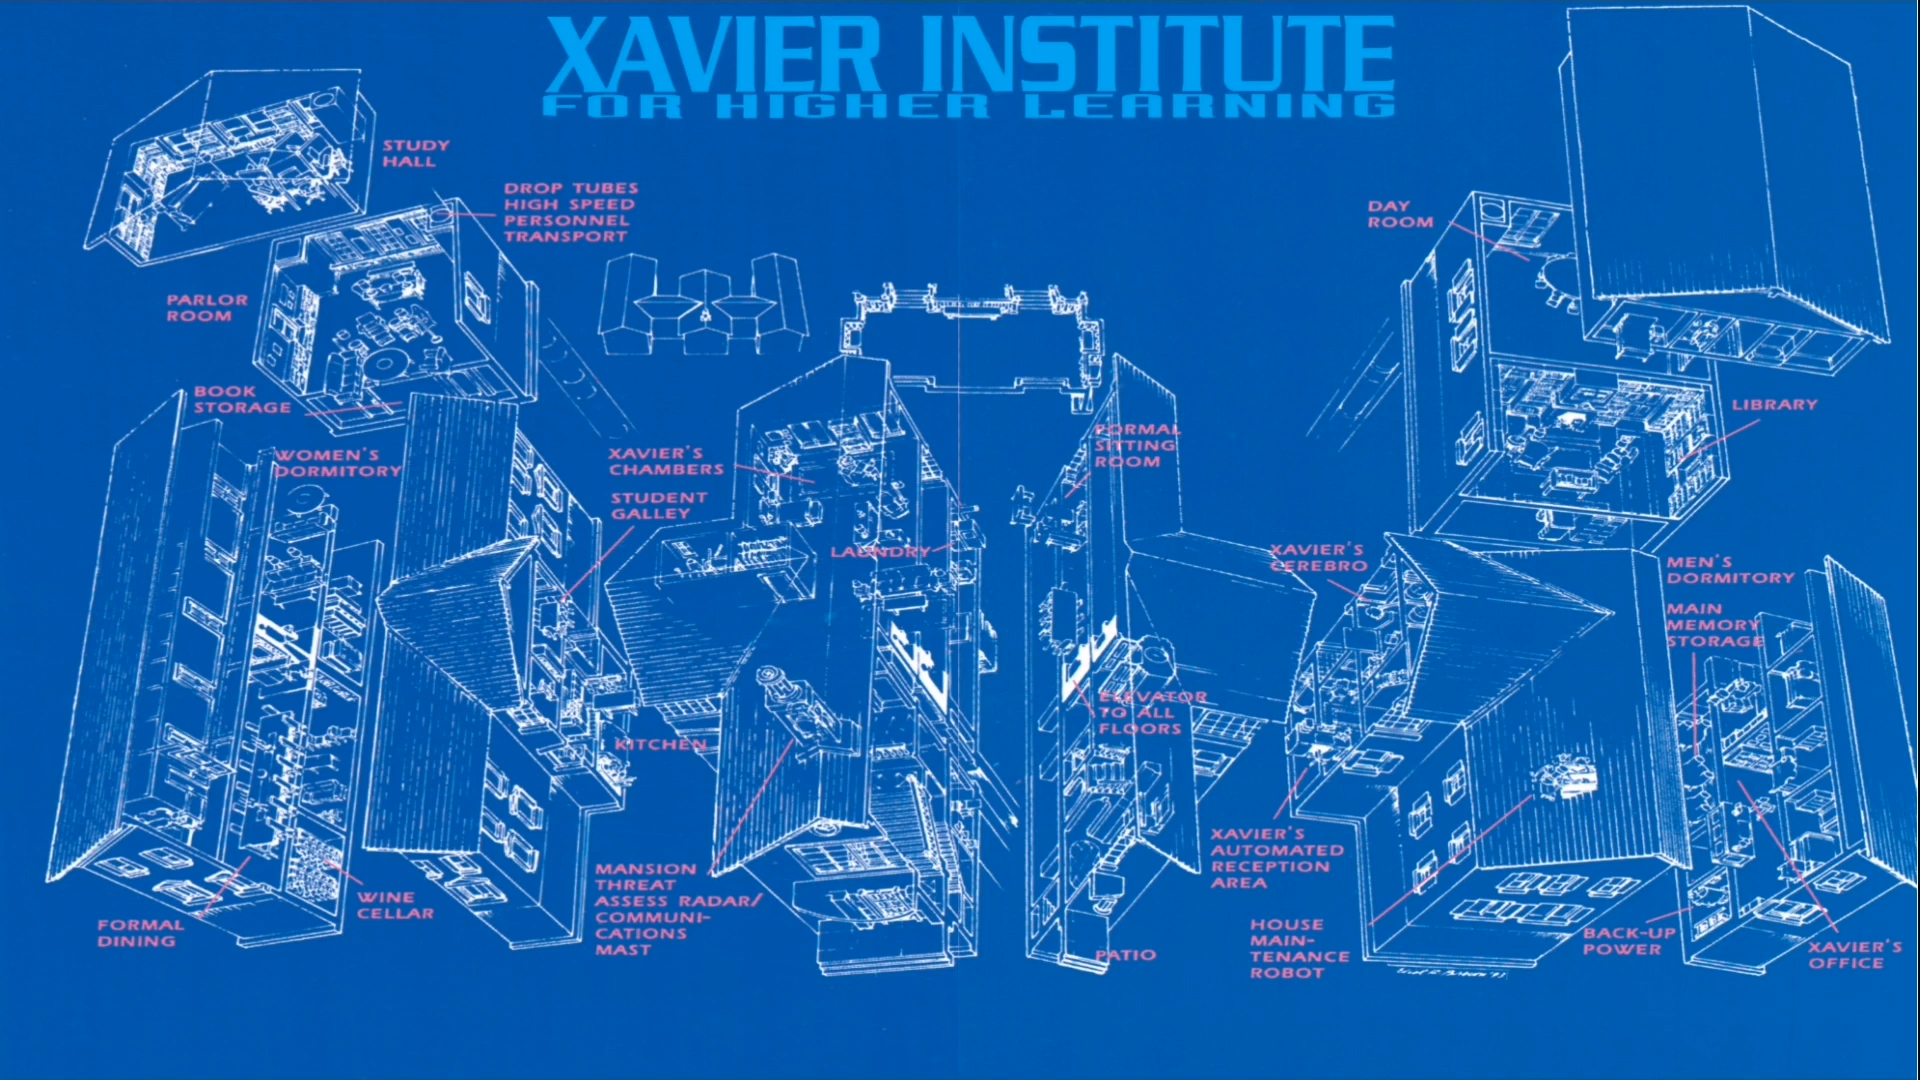 XAVIER INSTITUTE
FOR HIGHER LEARNING
STUDY
HALL
DROP TUBES
HIGH SPEED
PERSONNEL
TRANSPORT
DAY
ROOM
PARLOR
ROOM
BOOK
STORAGE
LIBRARY
WOMEN'S
DORMITORY
XAVIER'S
CHAMBERS
FORMAL
SITTING
ROOM
STUDENT
GALLEY
LAUNDRY
XAVIER'S
CEREBRO
MEN'S
DORMITORY
MAIN
MEMORY
STORAGE
ELEVATOR
TO ALL
FLOORS
KITCHEN
XAVIER'S
AUTOMATED
RECEPTION
AREA
MANSION
THREAT
ASSESS RADAR/
COMMUNI-
CATIONS
MAST
WINE
CELLAR
FORMAL
DINING
PATIO
HOUSE
MAIN-
TENANCE
ROBOT
BACK-UP
POWER
XAVIER'S
OFFICE